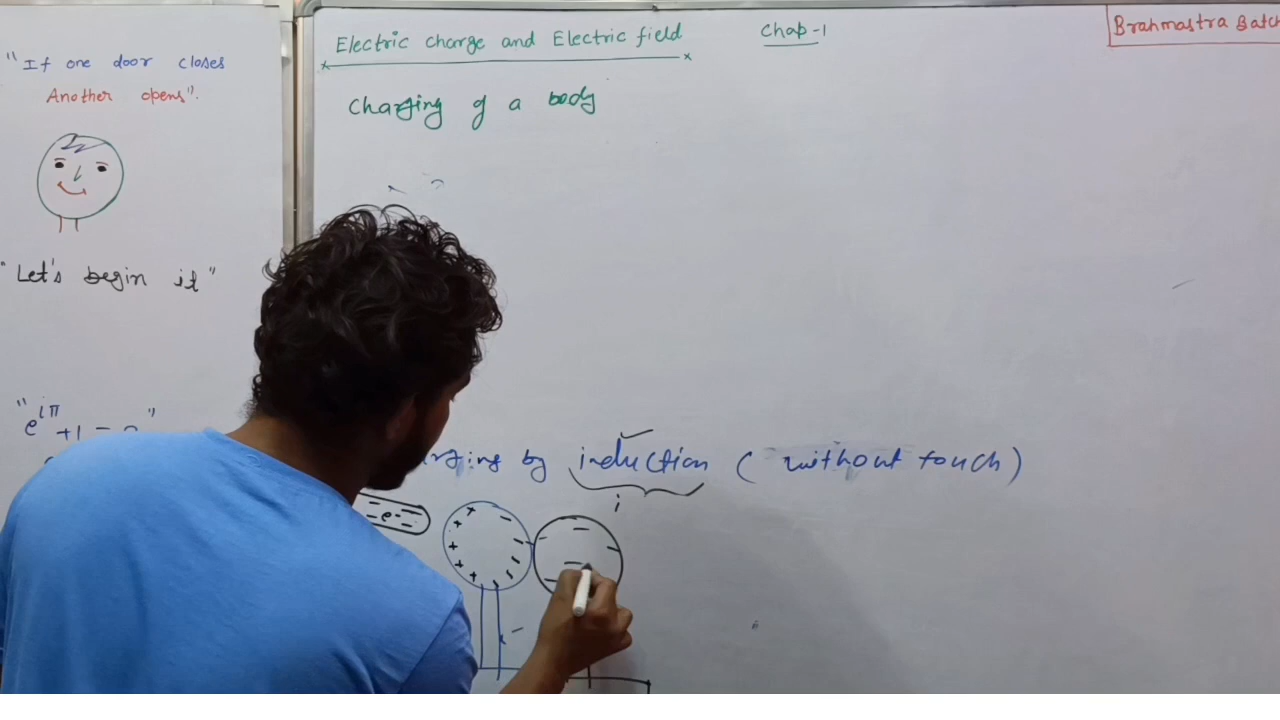 "If one door closes
Another opens".
"Let's begin it"
Electric charge and Electric field
Chap-1
Brahmastra Batch
Charging of a body
by induction ( without touch )
i
e-